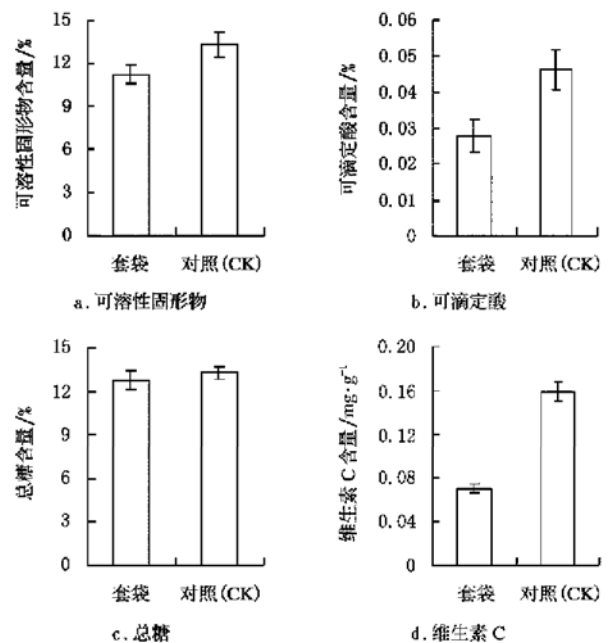 可溶性固形物含量/%
15
12
9
6
3
0
套袋
对照(CK)
a.可溶性固形物
可滴定酸含量/%
0.06
0.05
0.04
0.03
0.02
0.01
0
套袋
对照(CK)
b.可滴定酸
总糖含量/%
15
12
9
6
3
0
套袋
对照(CK)
c.总糖
维生素C含量/mg·g⁻¹
0.20
0.16
0.12
0.08
0.04
0
套袋
对照(CK)
d.维生素C